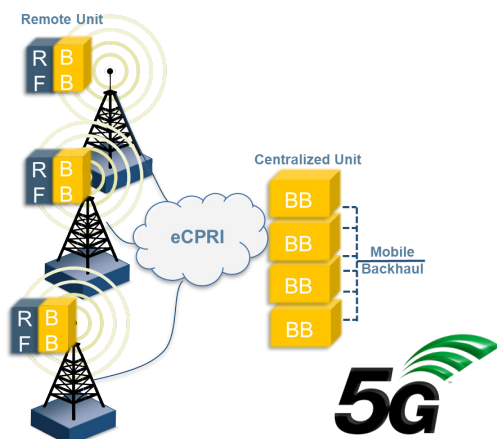 Remote Unit
R B
F B
R B
F B
R B
F B
eCPRI
Centralized Unit
BB
BB
BB
BB
Mobile
Backhaul
5G